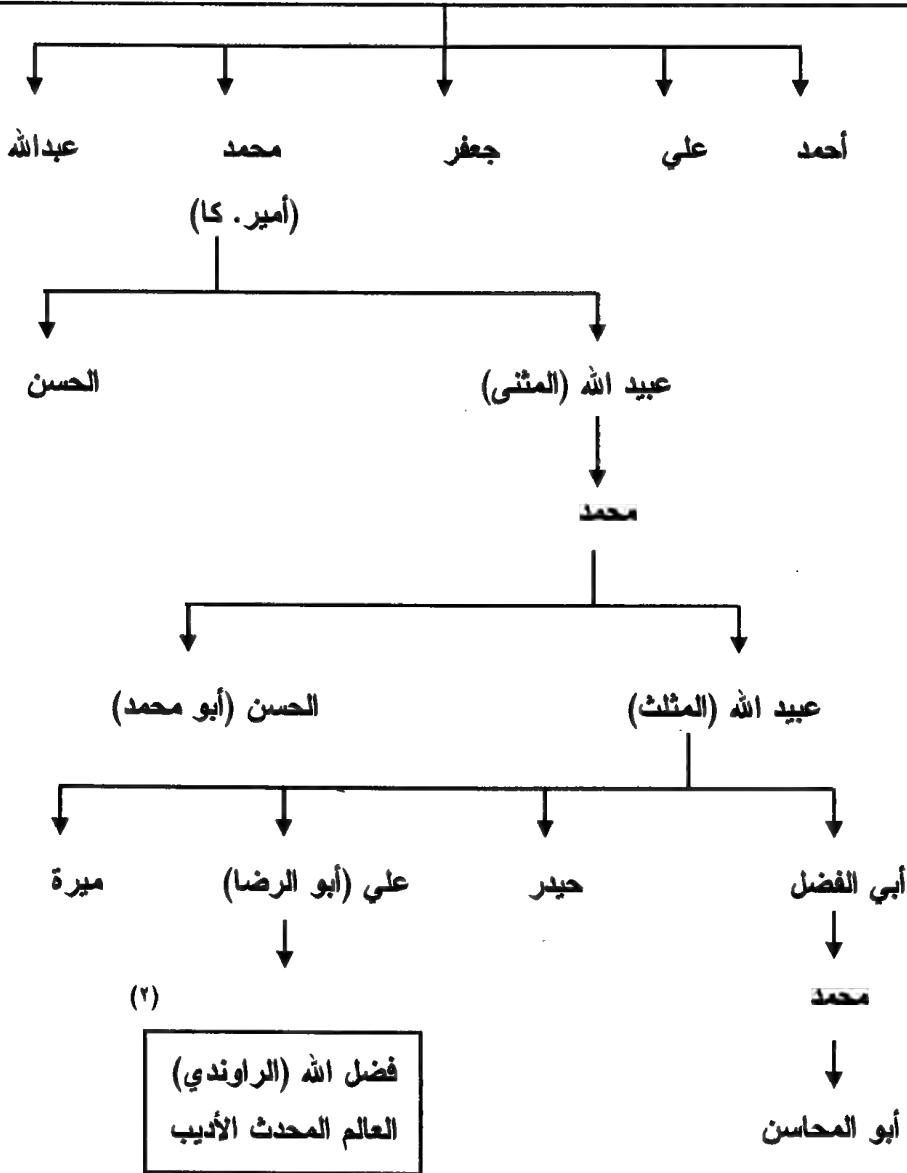 أحمد علي جعفر محمد عبدالله
(أمير. كا)
عبيد الله (المثنى) الحسن
محمد
عبيد الله (المثلث) الحسن (أبو محمد)
أبي الفضل حيدر علي (أبو الرضا) ميرة
محمد (٢)
فضل الله (الراوندي)
العالم المحدث الأديب
أبو المحاسن